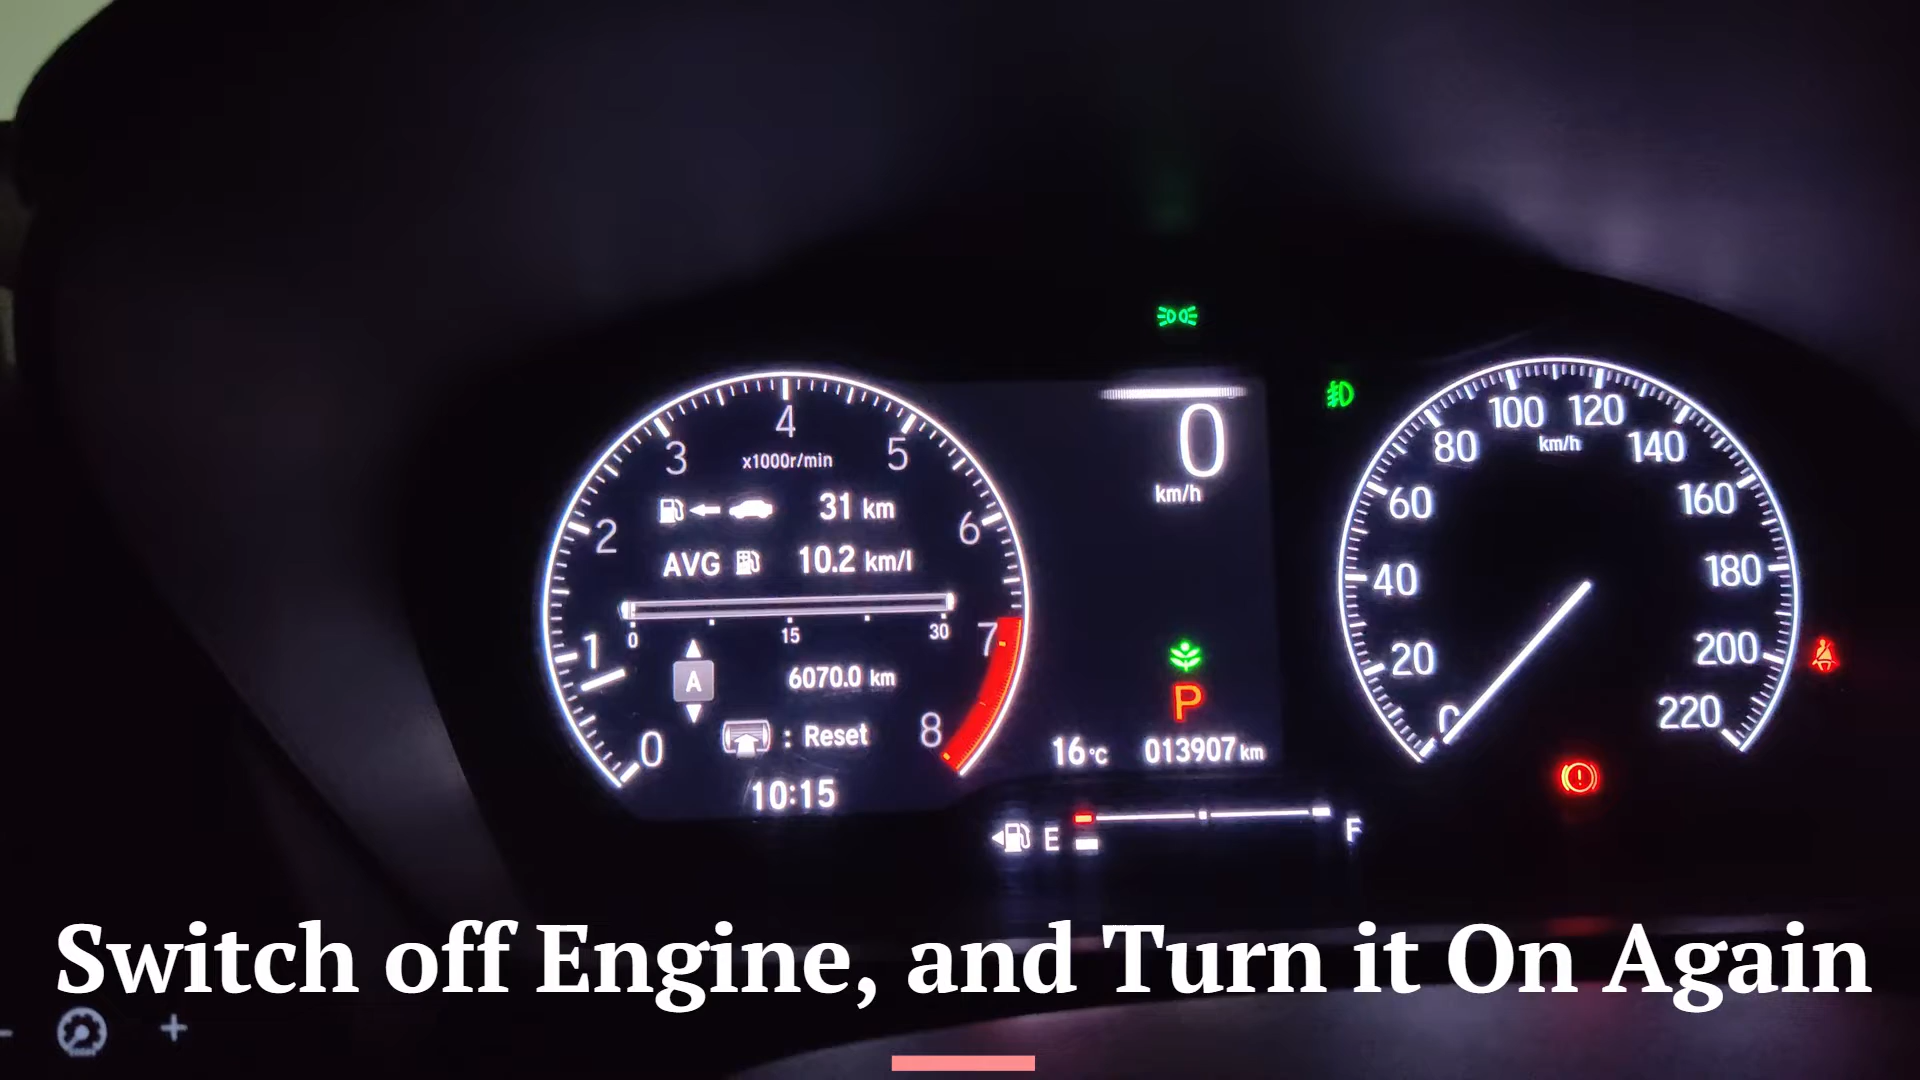 4
3
5
x1000r/min
31 km
2
6
AVG 10.2 km/l
0 15 30
1
7
A
6070.0 km
: Reset
0
8
10:15
0
km/h
P
16°C 013907 km
E F
100 120
80 km/h 140
60 160
40 180
20 200
220
Switch off Engine, and Turn it On Again
- +